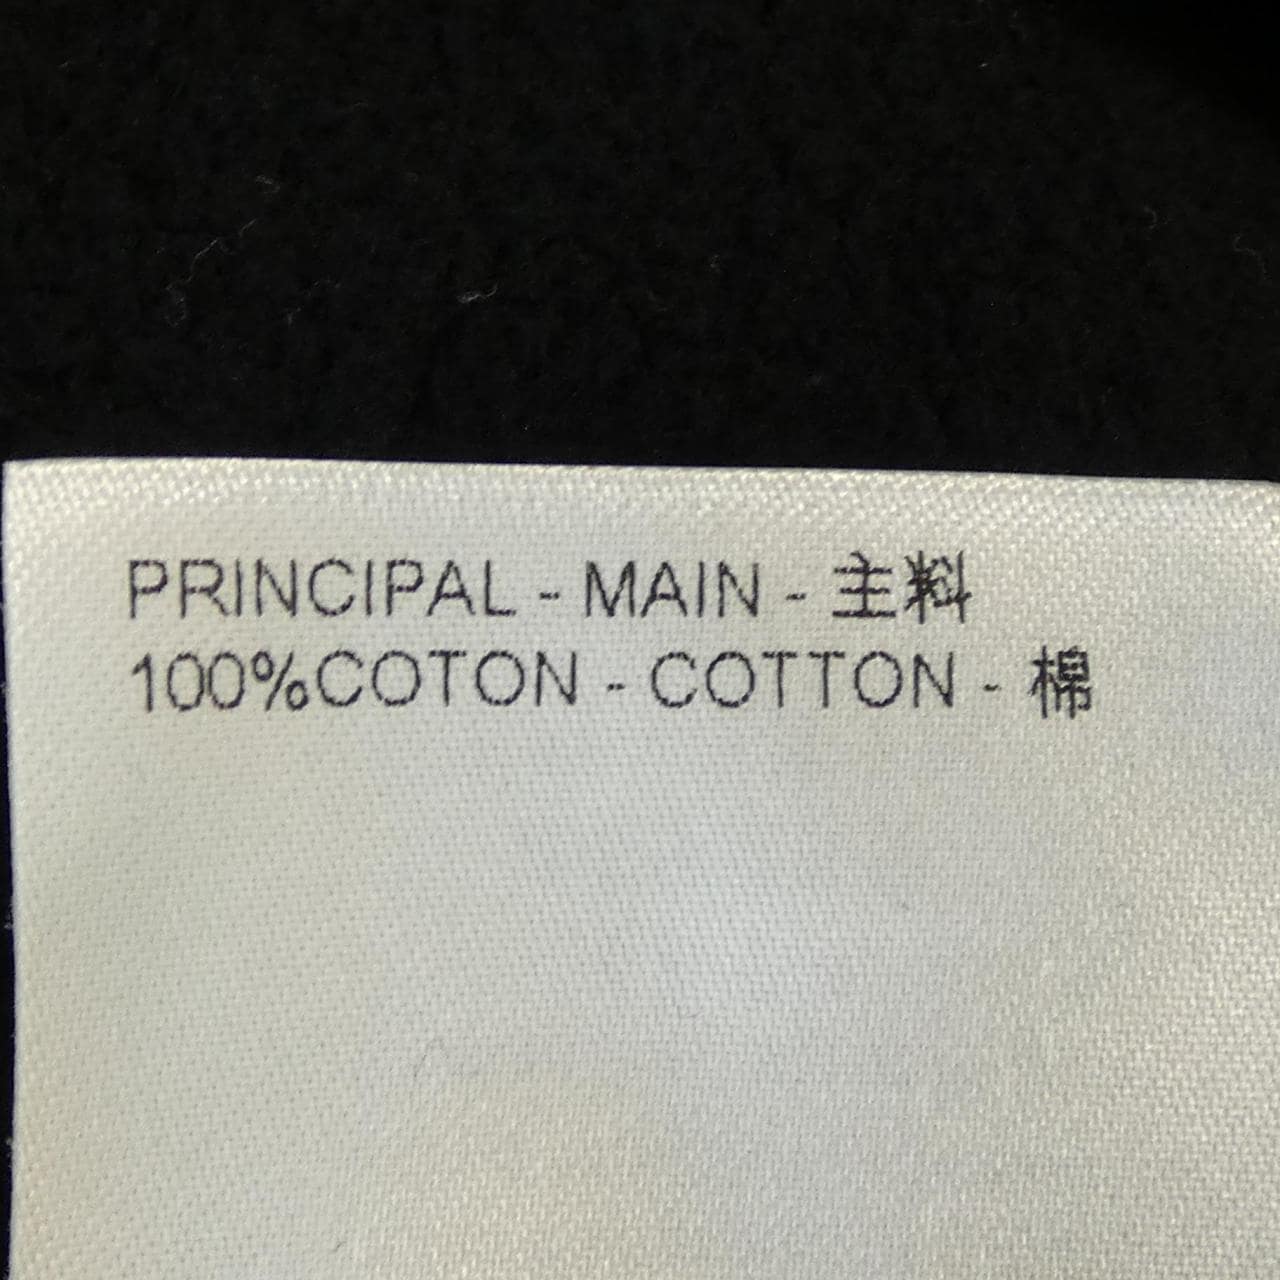 PRINCIPAL - MAIN - 主料
100%COTON - COTTON - 棉